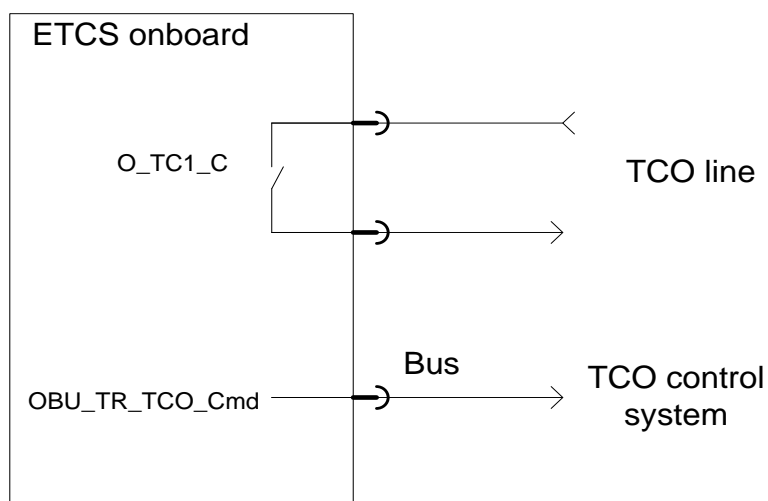 ETCS onboard
O_TC1_C
TCO line
Bus
OBU_TR_TCO_Cmd
TCO control
system